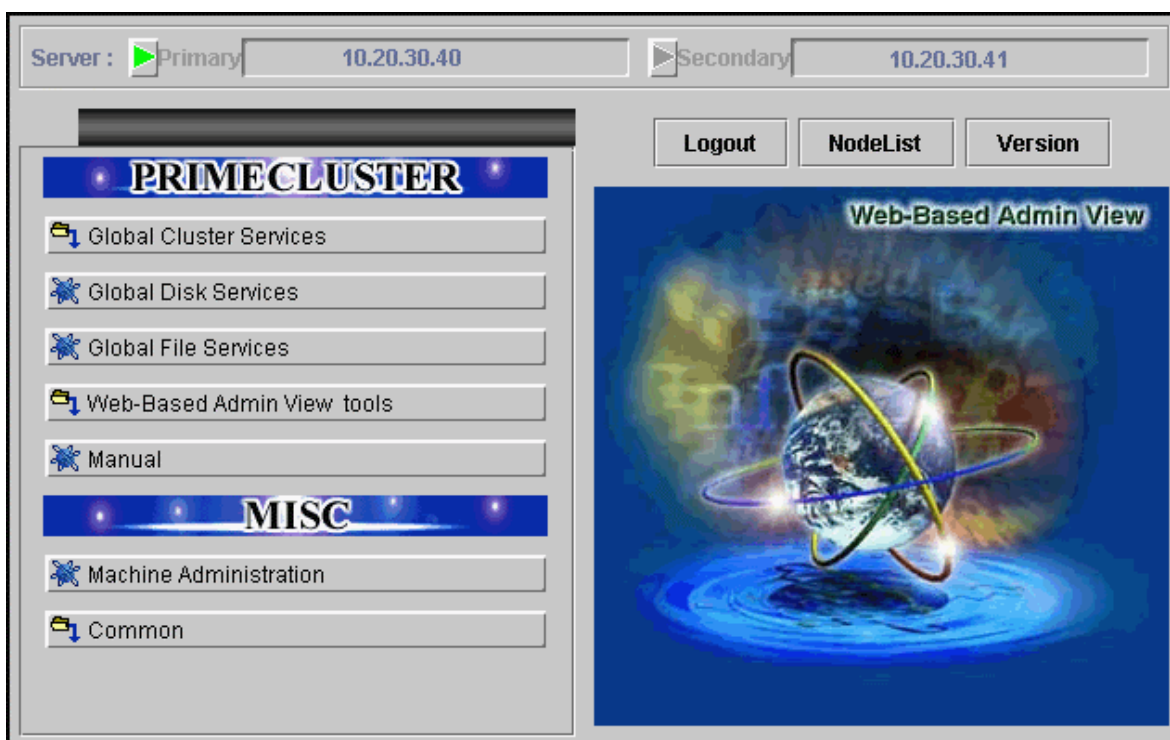 Server : Primary 10.20.30.40 Secondary 10.20.30.41
Logout NodeList Version
PRIMECLUSTER
Global Cluster Services
Global Disk Services
Global File Services
Web-Based Admin View tools
Manual
MISC
Machine Administration
Common
Web-Based Admin View